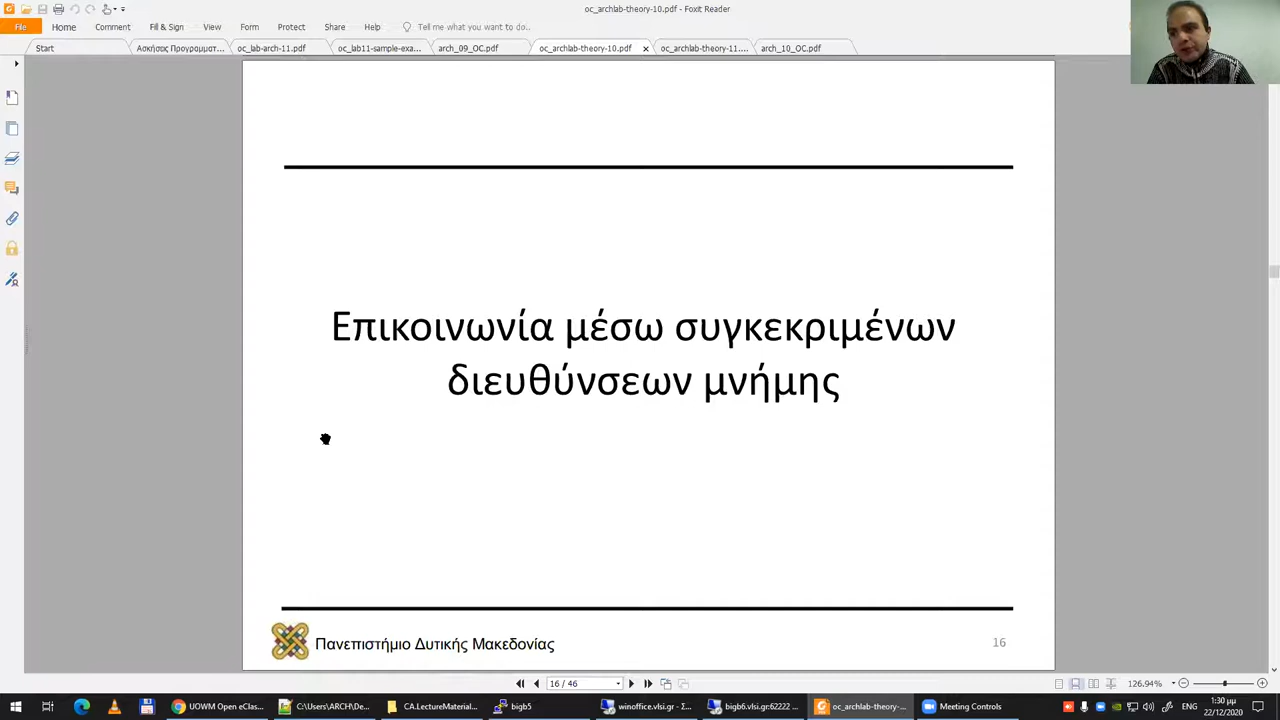 oc_archlab-theory-10.pdf - Foxit Reader
File Home Comment Fill & Sign View Form Protect Share Help Tell me what you want to do...
Start Ασκήσεις Προγραμματ... oc_lab-arch-11.pdf oc_lab11-sample-exa... arch_09_OC.pdf oc_archlab-theory-10.pdf oc_archlab-theory-11.... arch_10_OC.pdf
Επικοινωνία μέσω συγκεκριμένων
διευθύνσεων μνήμης
Πανεπιστήμιο Δυτικής Μακεδονίας
16
16 / 46
126.94%
UOWM Open eClas... C:\Users\ARCH\De... CA.LectureMaterial... bigb5 winoffice.vlsi.gr - Σ... bigb6.vlsi.gr:62222 ... oc_archlab-theory-... Meeting Controls
ENG
1:30 μμ
22/12/2020